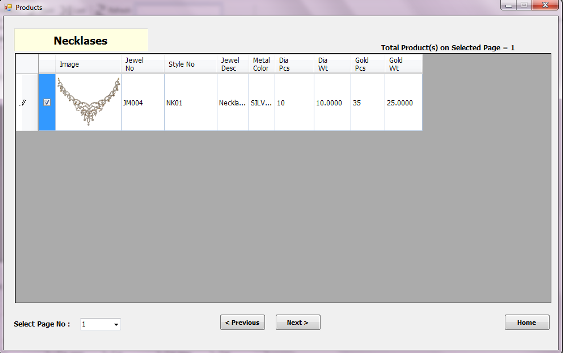 Products
Necklases
Total Product(s) on Selected Page = 1
Image Jewel No Style No Jewel Desc Metal Color Dia Pcs Dia Wt Gold Pcs Gold Wt
JM004 NK01 Neckla... SILV... 10 10.0000 35 25.0000
Select Page No : 1 < Previous Next > Home